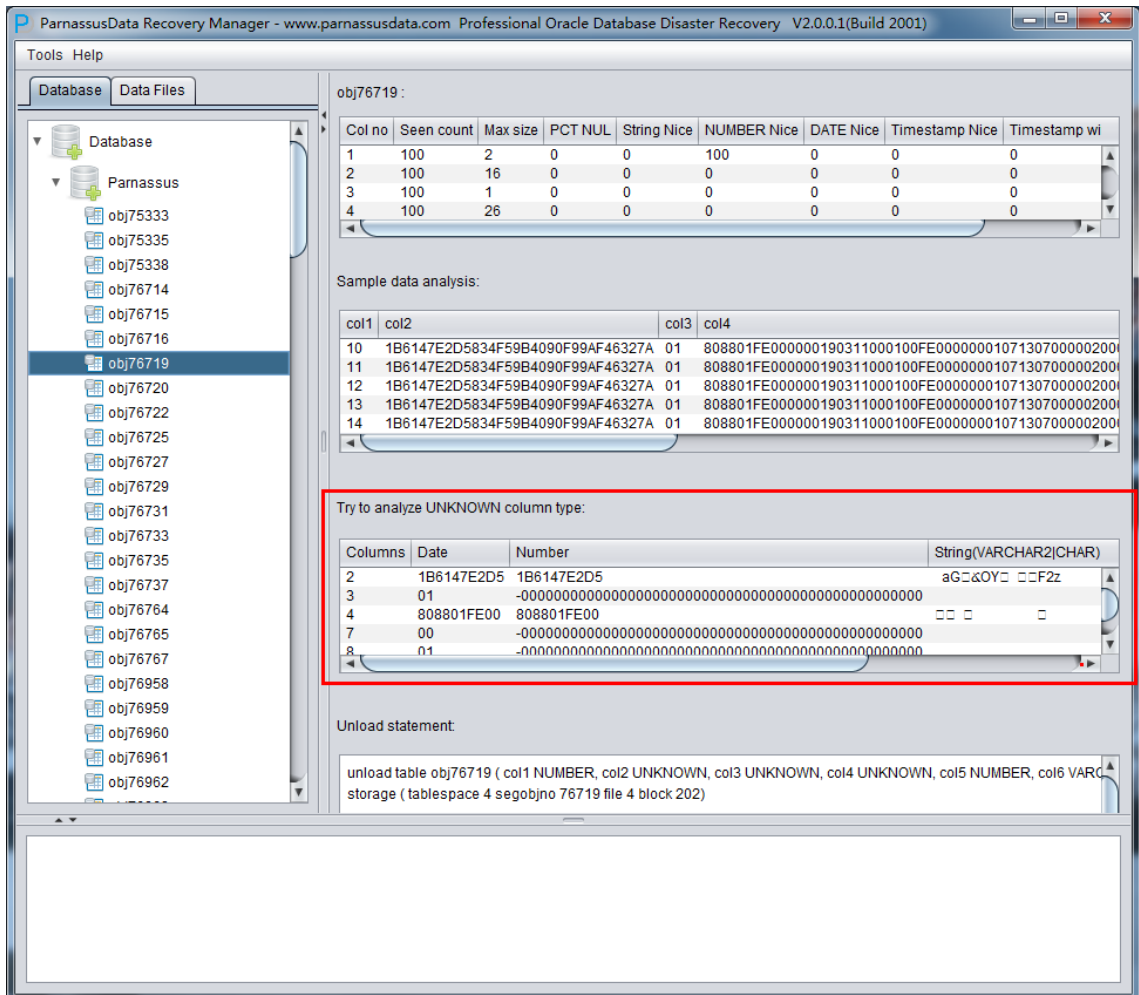 ParnassusData Recovery Manager - www.parnassusdata.com Professional Oracle Database Disaster Recovery V2.0.0.1(Build 2001)
Tools Help
Database Data Files
Database
Parnassus
obj75333
obj75335
obj75338
obj76714
obj76715
obj76716
obj76719
obj76720
obj76722
obj76725
obj76727
obj76729
obj76731
obj76733
obj76735
obj76737
obj76764
obj76765
obj76767
obj76958
obj76959
obj76960
obj76961
obj76962
obj76719 :
Col no Seen count Max size PCT NUL String Nice NUMBER Nice DATE Nice Timestamp Nice Timestamp wi
1 100 2 0 0 100 0 0 0
2 100 16 0 0 0 0 0 0
3 100 1 0 0 0 0 0 0
4 100 26 0 0 0 0 0 0
Sample data analysis:
col1 col2 col3 col4
10 1B6147E2D5834F59B4090F99AF46327A 01 808801FE000000190311000100FE0000000107130700000200
11 1B6147E2D5834F59B4090F99AF46327A 01 808801FE000000190311000100FE0000000107130700000200
12 1B6147E2D5834F59B4090F99AF46327A 01 808801FE000000190311000100FE0000000107130700000200
13 1B6147E2D5834F59B4090F99AF46327A 01 808801FE000000190311000100FE0000000107130700000200
14 1B6147E2D5834F59B4090F99AF46327A 01 808801FE000000190311000100FE0000000107130700000200
Try to analyze UNKNOWN column type:
Columns Date Number String(VARCHAR2|CHAR)
2 1B6147E2D5 1B6147E2D5 aG□&OY□ □□F2z
3 01
4 808801FE00 808801FE00 □□ □ □
7 00
8 01
Unload statement:
unload table obj76719 ( col1 NUMBER, col2 UNKNOWN, col3 UNKNOWN, col4 UNKNOWN, col5 NUMBER, col6 VARC
storage ( tablespace 4 segobjno 76719 file 4 block 202)